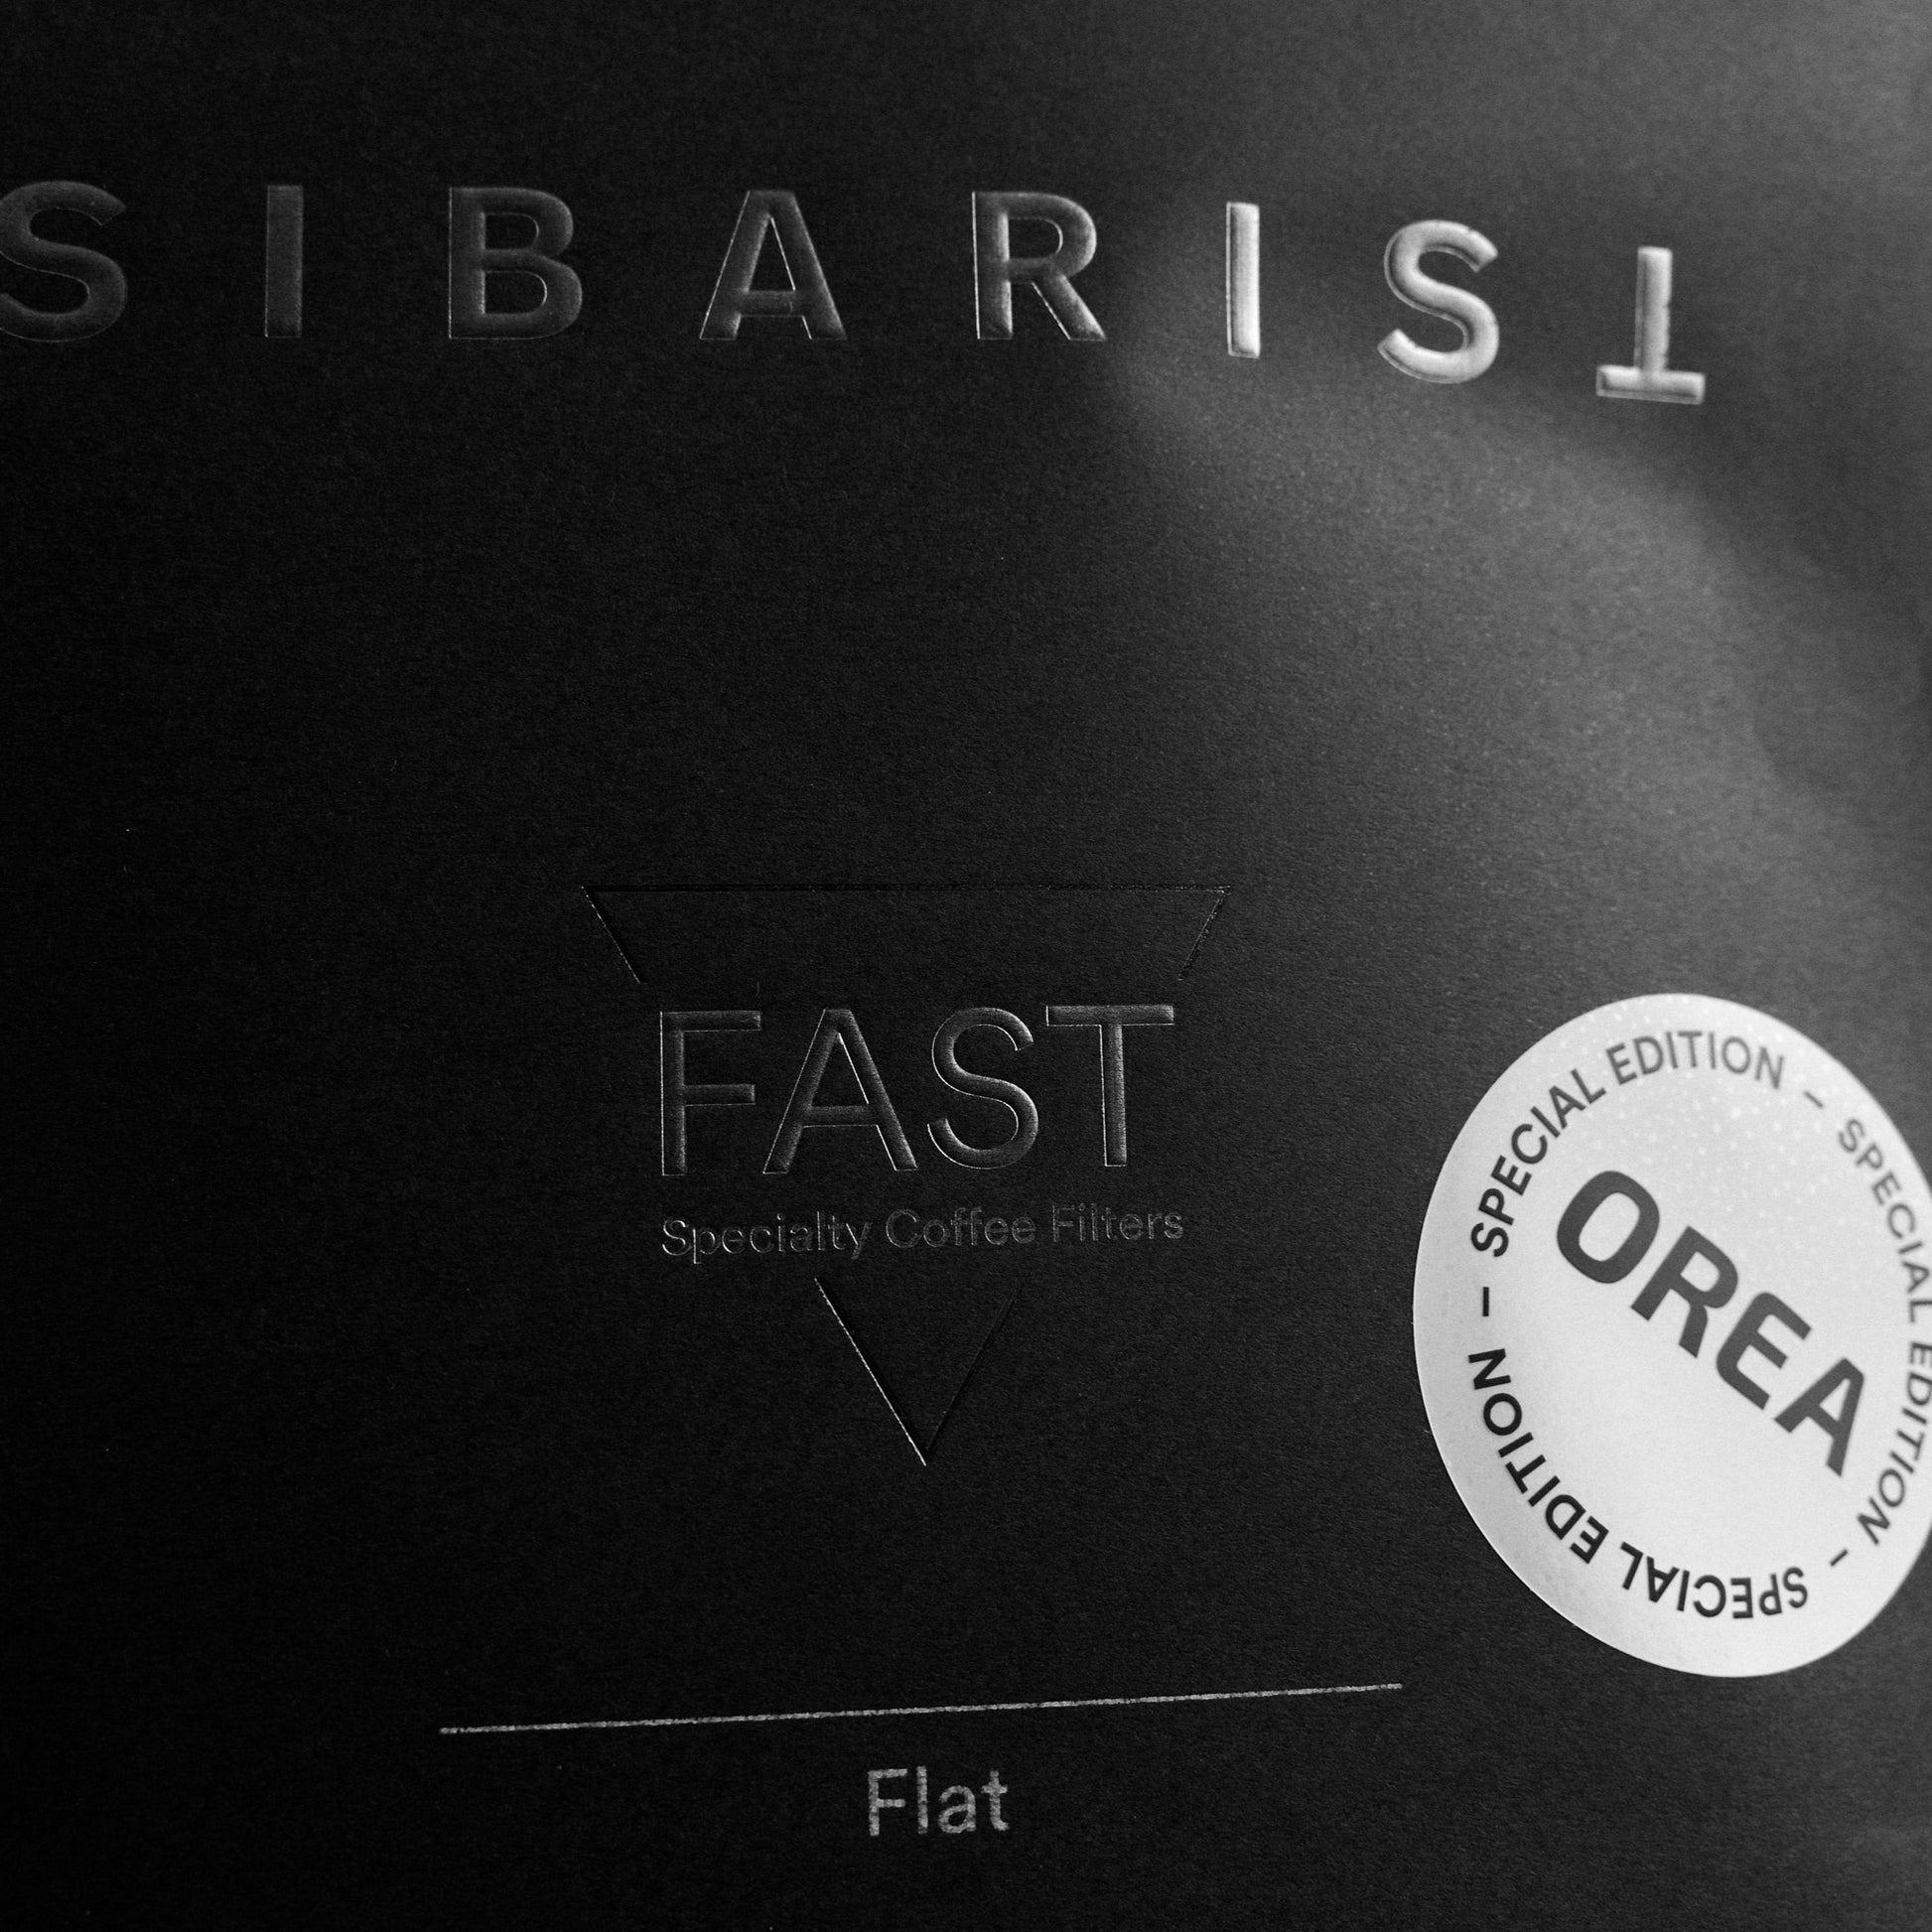 SIBARIST
FAST
Specialty Coffee Filters
OREA
SPECIAL EDITION – SPECIAL EDITION – SPECIAL EDITION –
Flat